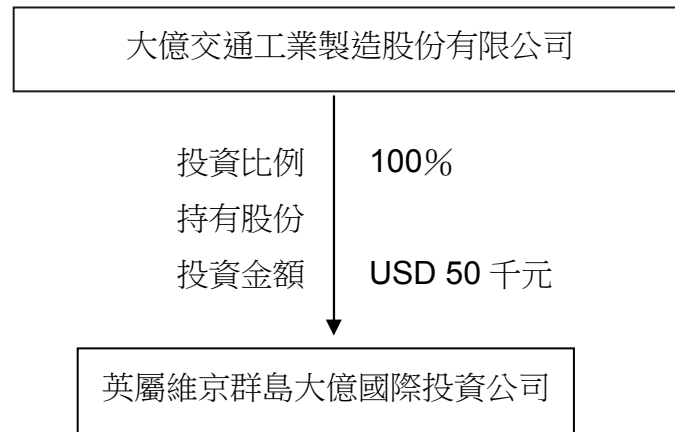 大億交通工業製造股份有限公司
投資比例 100％
持有股份
投資金額 USD 50 千元
英屬維京群島大億國際投資公司